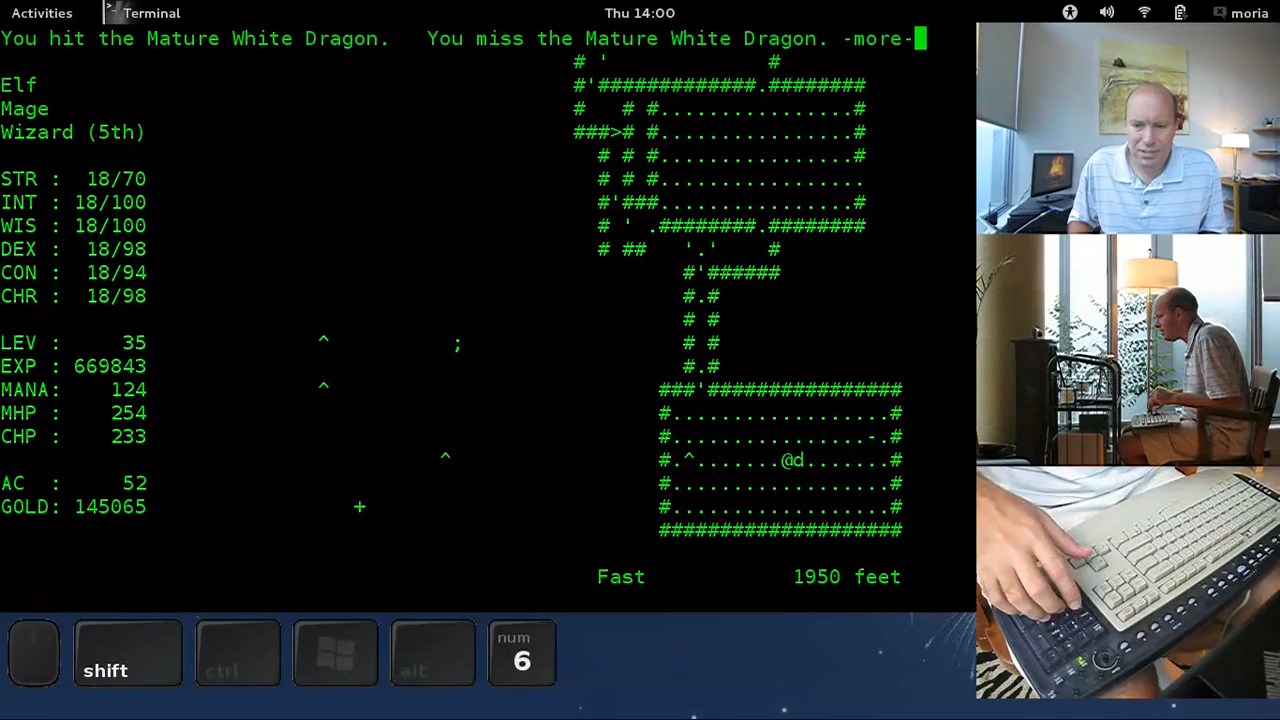 Activities Terminal Thu 14:00 moria
You hit the Mature White Dragon. You miss the Mature White Dragon. -more-
# ' #
Elf #'#############.########
Mage # # #................#
Wizard (5th) ###># #................#
# # #................#
STR : 18/70 # # #.................
INT : 18/100 #'###................#
WIS : 18/100 # ' .########.########
DEX : 18/98 # ## '.' #
CON : 18/94 #'######
CHR : 18/98 #.#
# #
LEV : 35 ^ ; # #
EXP : 669843 #.#
MANA: 124 ^ ###'################
MHP : 254 #..................#
CHP : 233 #................-.#
^ #.^.......@d.......#
AC : 52 #..................#
GOLD: 145065 + #..................#
####################
Fast 1950 feet
shift ctrl alt num 6